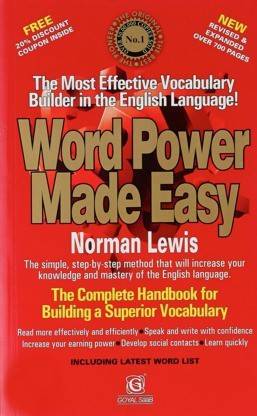 FREE
20% DISCOUNT
COUPON INSIDE
THE ORIGINAL
No.1
NEW
REVISED &
EXPANDED
OVER 700 PAGES
The Most Effective Vocabulary
Builder in the English Language!
Word Power
Made Easy
Norman Lewis
The simple, step-by-step method that will increase your
knowledge and mastery of the English language.
The Complete Handbook for
Building a Superior Vocabulary
Read more effectively and efficiently • Speak and write with confidence
Increase your earning power • Develop social contacts • Learn quickly
INCLUDING LATEST WORD LIST
G
GOYAL SaaB